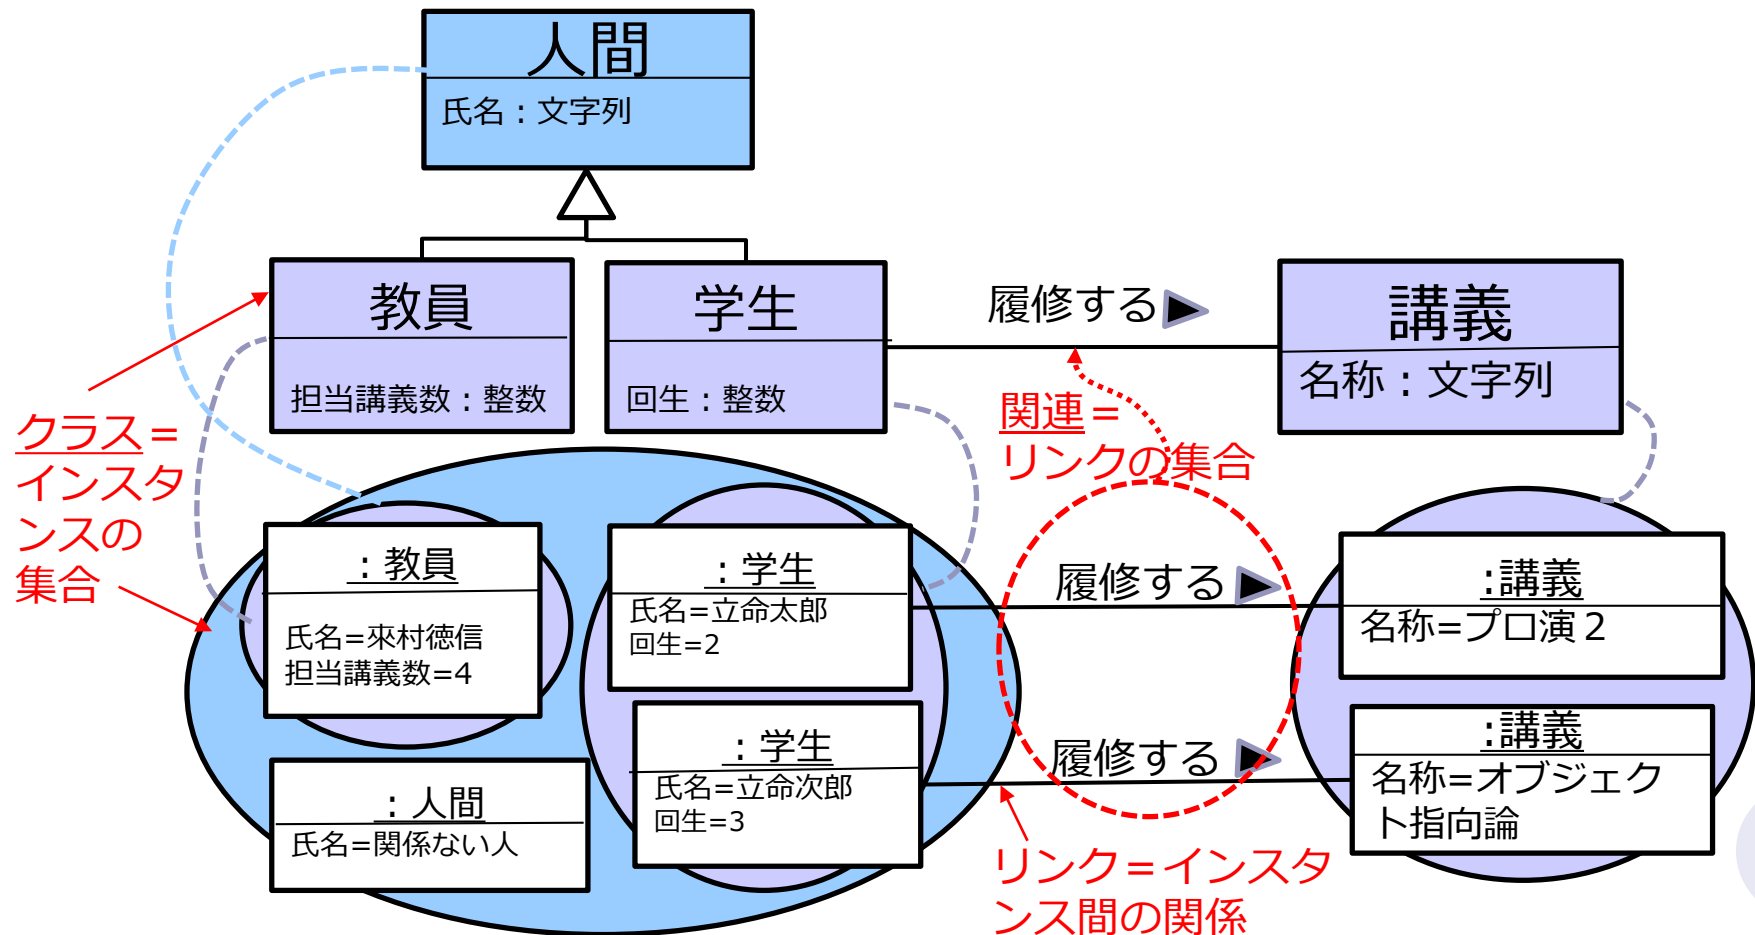 人間
氏名：文字列
教員
担当講義数：整数
学生
回生：整数
履修する
講義
名称：文字列
クラス＝
インスタ
ンスの
集合
関連＝
リンクの集合
：教員
氏名=來村徳信
担当講義数=4
：学生
氏名=立命太郎
回生=2
履修する
:講義
名称=プロ演２
：学生
氏名=立命次郎
回生=3
履修する
:講義
名称=オブジェク
ト指向論
：人間
氏名=関係ない人
リンク＝インスタ
ンス間の関係